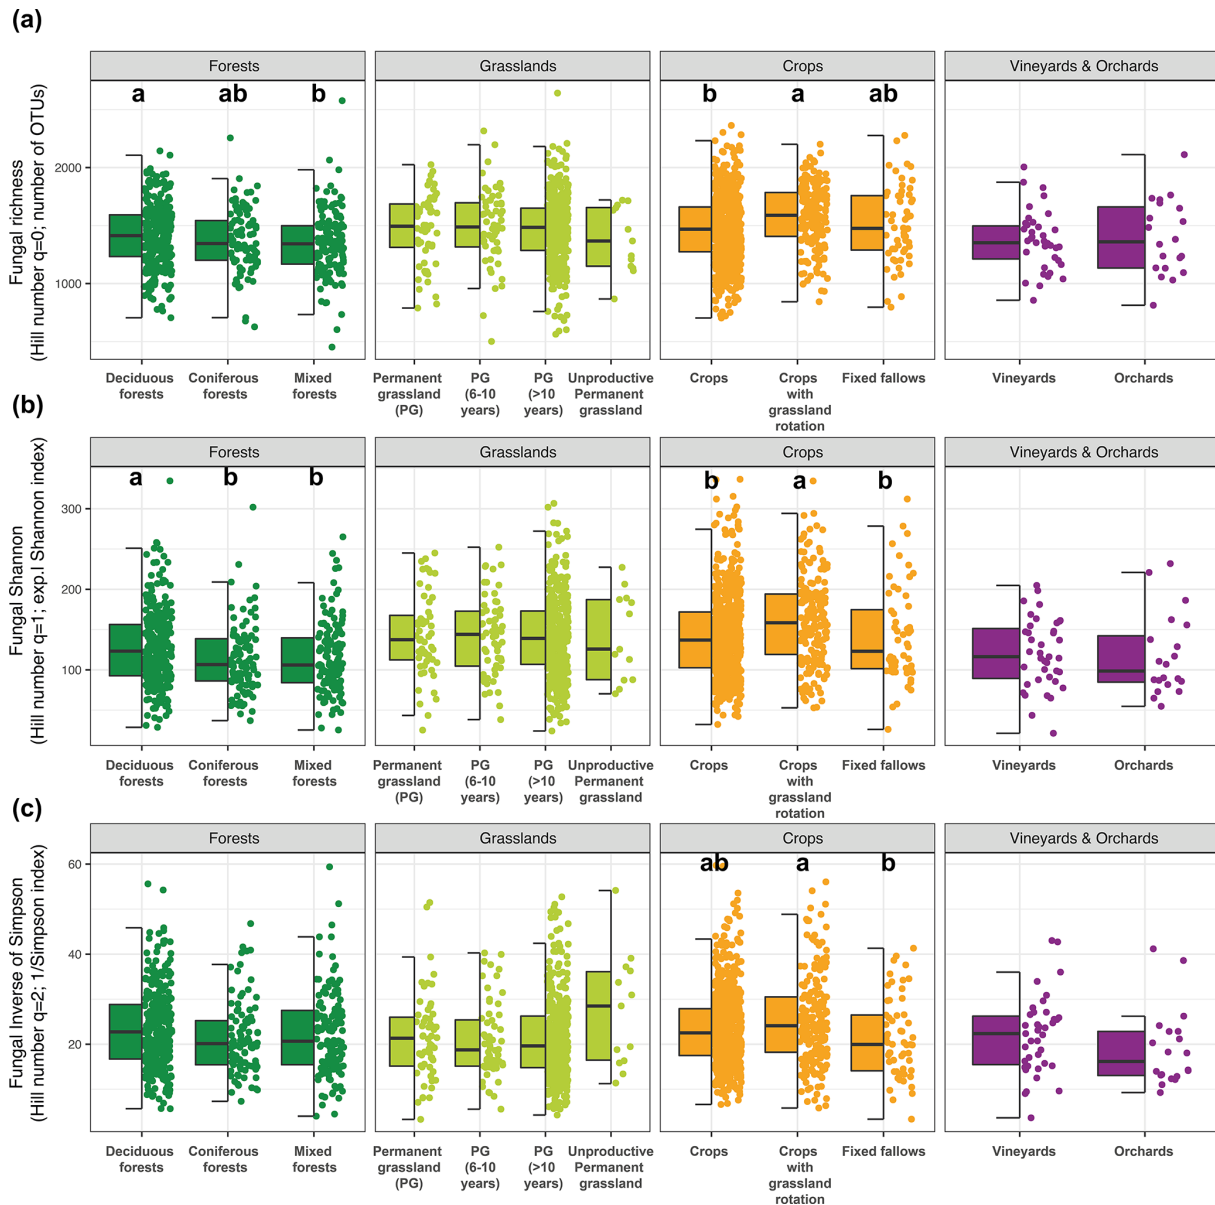 (a)
Fungal richness
(Hill number q=0; number of OTUs)
Forests
Grasslands
Crops
Vineyards & Orchards
a
ab
b
b
a
ab
2000
1000
Deciduous
forests
Coniferous
forests
Mixed
forests
Permanent
grassland
(PG)
PG
(6-10
years)
PG
(>10
years)
Unproductive
Permanent
grassland
Crops
Crops
with
grassland
rotation
Fixed fallows
Vineyards
Orchards
(b)
Fungal Shannon
(Hill number q=1; exp.l Shannon index)
Forests
Grasslands
Crops
Vineyards & Orchards
a
b
b
b
a
b
300
200
100
Deciduous
forests
Coniferous
forests
Mixed
forests
Permanent
grassland
(PG)
PG
(6-10
years)
PG
(>10
years)
Unproductive
Permanent
grassland
Crops
Crops
with
grassland
rotation
Fixed fallows
Vineyards
Orchards
(c)
Fungal Inverse of Simpson
(Hill number q=2; 1/Simpson index)
Forests
Grasslands
Crops
Vineyards & Orchards
ab
a
b
60
40
20
Deciduous
forests
Coniferous
forests
Mixed
forests
Permanent
grassland
(PG)
PG
(6-10
years)
PG
(>10
years)
Unproductive
Permanent
grassland
Crops
Crops
with
grassland
rotation
Fixed fallows
Vineyards
Orchards